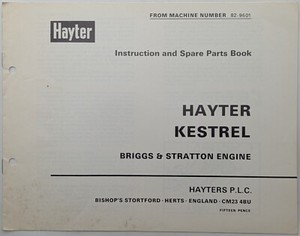 FROM MACHINE NUMBER 82-9601
Hayter
Instruction and Spare Parts Book
HAYTER
KESTREL
BRIGGS & STRATTON ENGINE
HAYTERS P.L.C.
BISHOP'S STORTFORD · HERTS · ENGLAND · CM23 4BU
FIFTEEN PENCE